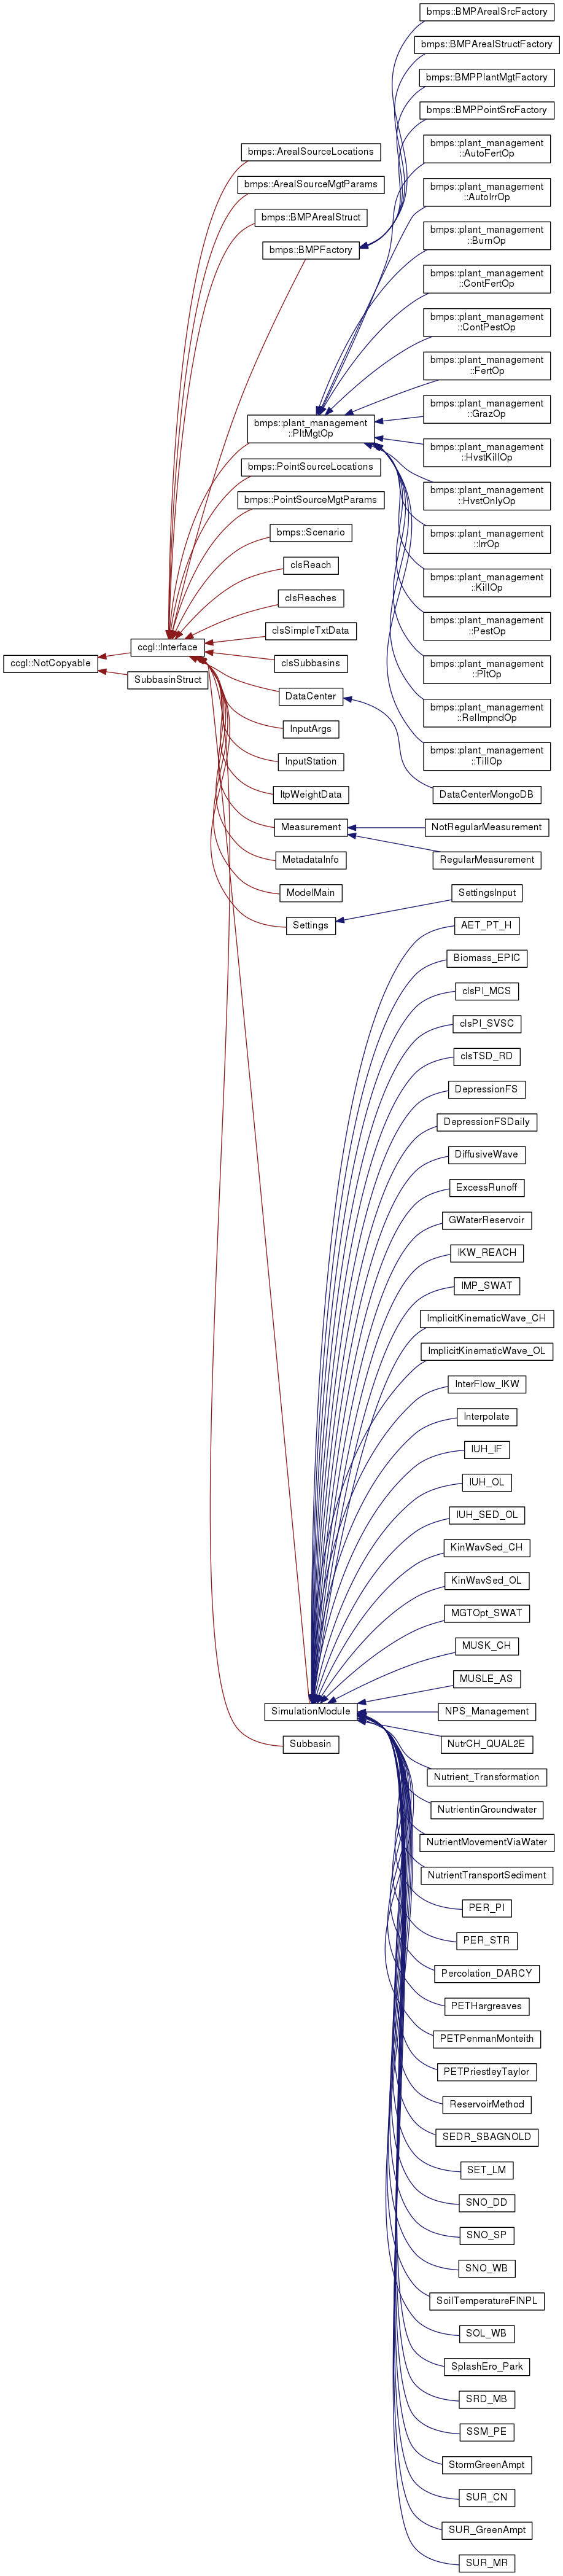 ccgl::NotCopyable
ccgl::Interface
SubbasinStruct
bmps::ArealSourceLocations
bmps::ArealSourceMgtParams
bmps::BMPArealStruct
bmps::BMPFactory
bmps::plant_management
::PltMgtOp
bmps::PointSourceLocations
bmps::PointSourceMgtParams
bmps::Scenario
clsReach
clsReaches
clsSimpleTxtData
clsSubbasins
DataCenter
InputArgs
InputStation
ItpWeightData
Measurement
MetadataInfo
ModelMain
Settings
SimulationModule
Subbasin
bmps::BMPArealSrcFactory
bmps::BMPArealStructFactory
bmps::BMPPlantMgtFactory
bmps::BMPPointSrcFactory
bmps::plant_management
::AutoFertOp
bmps::plant_management
::AutoIrrOp
bmps::plant_management
::BurnOp
bmps::plant_management
::ContFertOp
bmps::plant_management
::ContPestOp
bmps::plant_management
::FertOp
bmps::plant_management
::GrazOp
bmps::plant_management
::HvstKillOp
bmps::plant_management
::HvstOnlyOp
bmps::plant_management
::IrrOp
bmps::plant_management
::KillOp
bmps::plant_management
::PestOp
bmps::plant_management
::PltOp
bmps::plant_management
::RelImpndOp
bmps::plant_management
::TillOp
DataCenterMongoDB
NotRegularMeasurement
RegularMeasurement
SettingsInput
AET_PT_H
Biomass_EPIC
clsPI_MCS
clsPI_SVSC
clsTSD_RD
DepressionFS
DepressionFSDaily
DiffusiveWave
ExcessRunoff
GWaterReservoir
IKW_REACH
IMP_SWAT
ImplicitKinematicWave_CH
ImplicitKinematicWave_OL
InterFlow_IKW
Interpolate
IUH_IF
IUH_OL
IUH_SED_OL
KinWavSed_CH
KinWavSed_OL
MGTOpt_SWAT
MUSK_CH
MUSLE_AS
NPS_Management
NutrCH_QUAL2E
Nutrient_Transformation
NutrientinGroundwater
NutrientMovementViaWater
NutrientTransportSediment
PER_PI
PER_STR
Percolation_DARCY
PETHargreaves
PETPenmanMonteith
PETPriestleyTaylor
ReservoirMethod
SEDR_SBAGNOLD
SET_LM
SNO_DD
SNO_SP
SNO_WB
SoilTemperatureFINPL
SOL_WB
SplashEro_Park
SRD_MB
SSM_PE
StormGreenAmpt
SUR_CN
SUR_GreenAmpt
SUR_MR